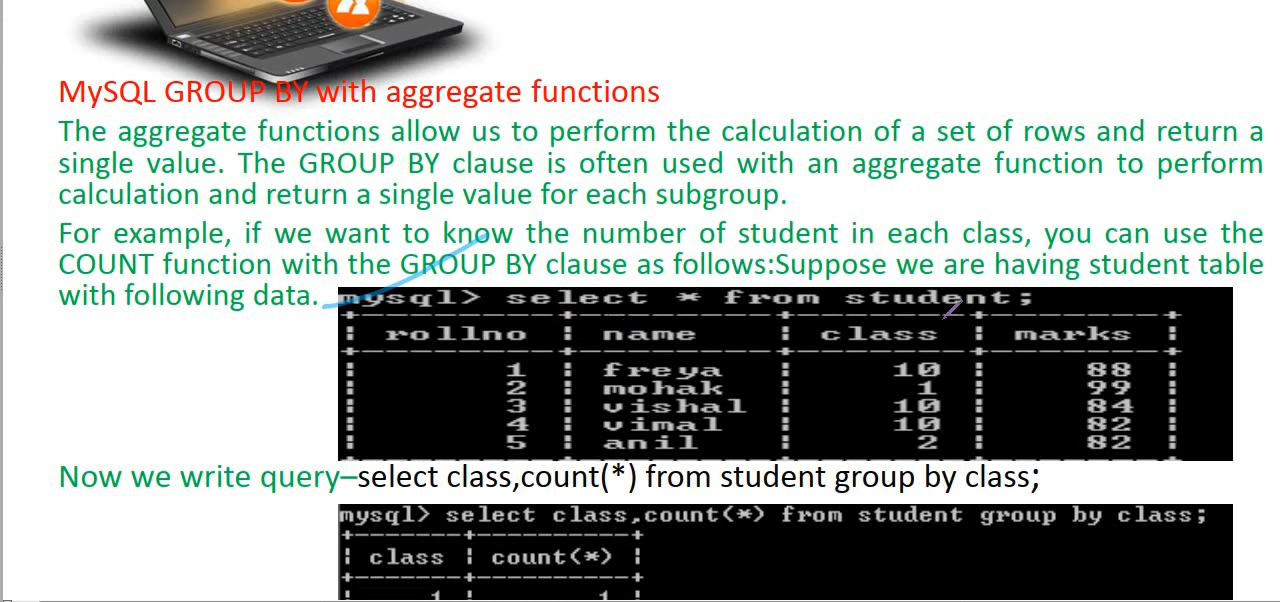 MySQL GROUP BY with aggregate functions
The aggregate functions allow us to perform the calculation of a set of rows and return a
single value. The GROUP BY clause is often used with an aggregate function to perform
calculation and return a single value for each subgroup.
For example, if we want to know the number of student in each class, you can use the
COUNT function with the GROUP BY clause as follows:Suppose we are having student table
with following data.
mysql> select * from student;
rollno | name | class | marks
1 | freya | 10 | 88
2 | mohak | 1 | 99
3 | vishal | 10 | 84
4 | vimal | 10 | 82
5 | anil | 2 | 82
Now we write query–select class,count(*) from student group by class;
mysql> select class,count(*) from student group by class;
class | count(*)
1 | 1